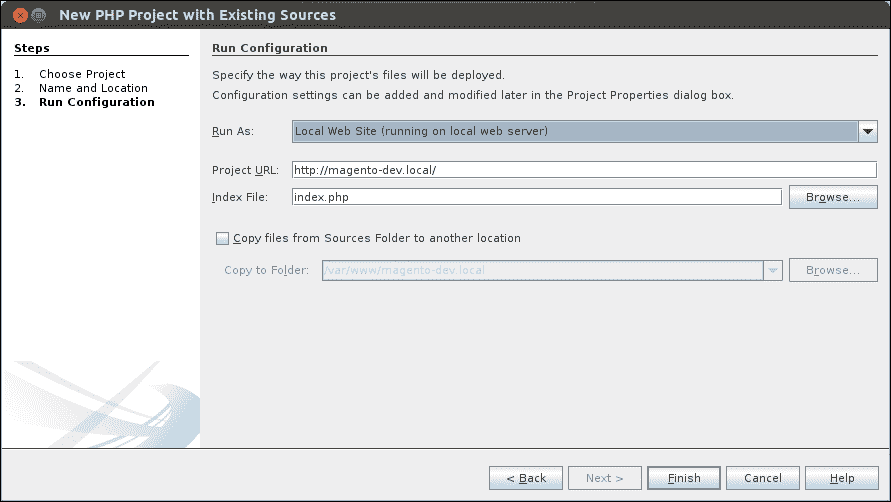 New PHP Project with Existing Sources
Steps
1. Choose Project
2. Name and Location
3. Run Configuration
Run Configuration
Specify the way this project's files will be deployed.
Configuration settings can be added and modified later in the Project Properties dialog box.
Run As: Local Web Site (running on local web server)
Project URL: http://magento-dev.local/
Index File: index.php Browse...
Copy files from Sources Folder to another location
Copy to Folder: /var/www/magento-dev.local Browse...
< Back Next > Finish Cancel Help